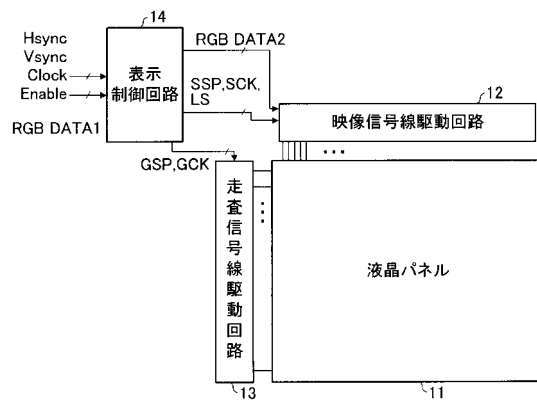 14
Hsync
Vsync
Clock
Enable
RGB DATA1
表示
制御回路
RGB DATA2
SSP,SCK,
LS
GSP,GCK
12
映像信号線駆動回路
...
走査信号線駆動回路
⋮
液晶パネル
13
11